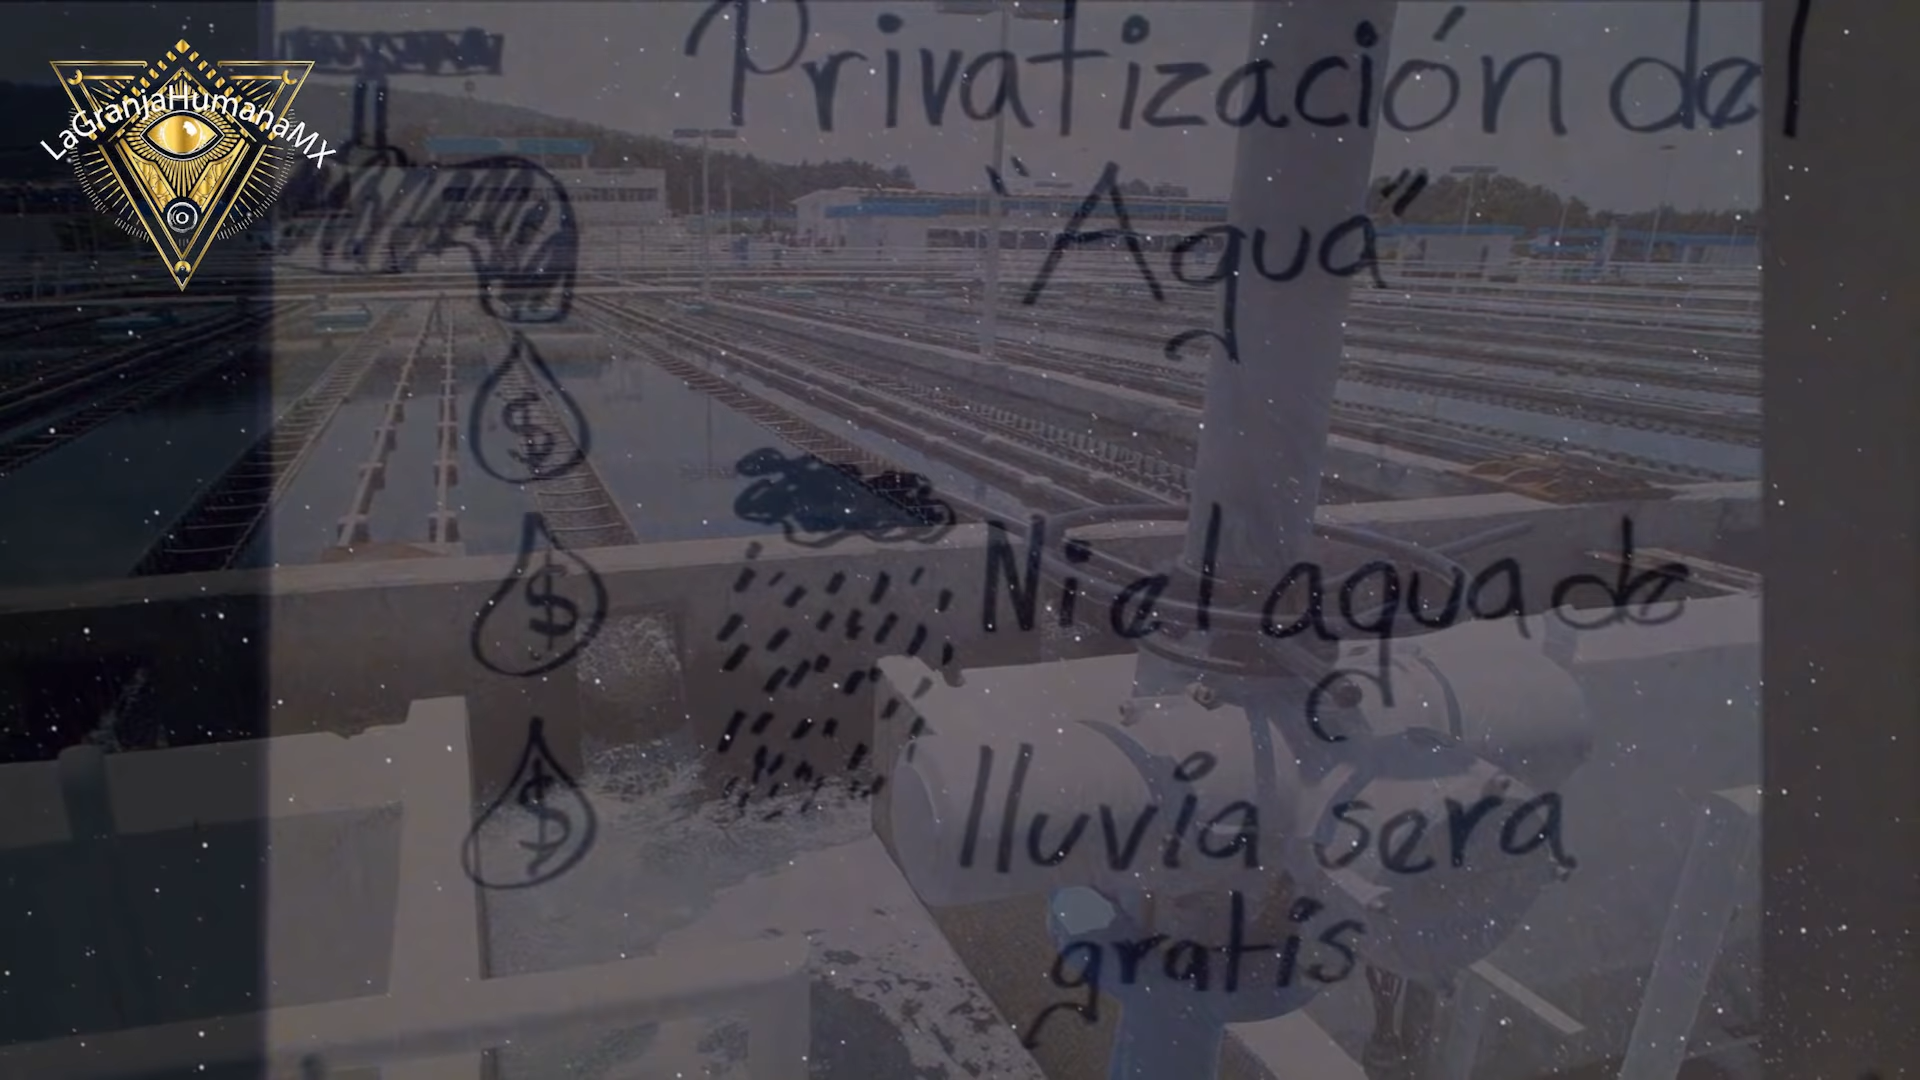 LaGranjaHumanaMX
Privatización del
"Agua"
$
$
$
Ni el agua de
lluvia sera
gratis